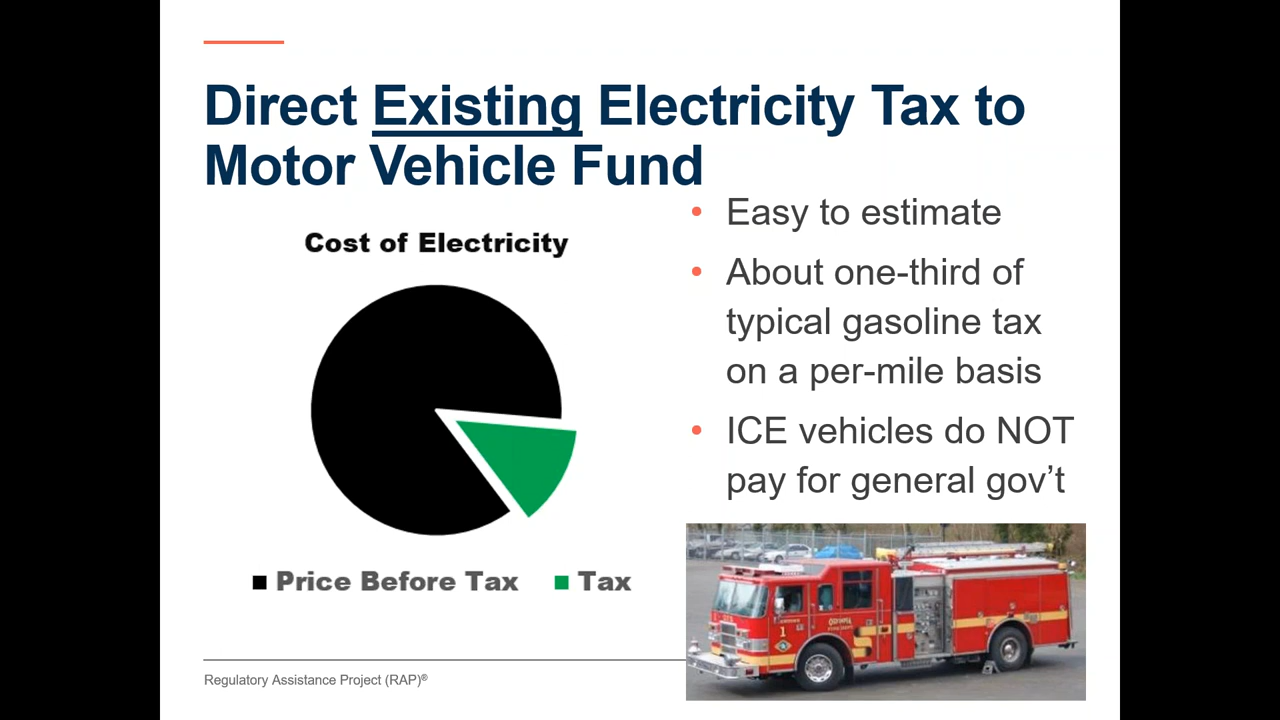 Direct Existing Electricity Tax to
Motor Vehicle Fund
Cost of Electricity
Price Before Tax
Tax
• Easy to estimate
• About one-third of
typical gasoline tax
on a per-mile basis
• ICE vehicles do NOT
pay for general gov’t
1
OLYMPIA
Regulatory Assistance Project (RAP)®